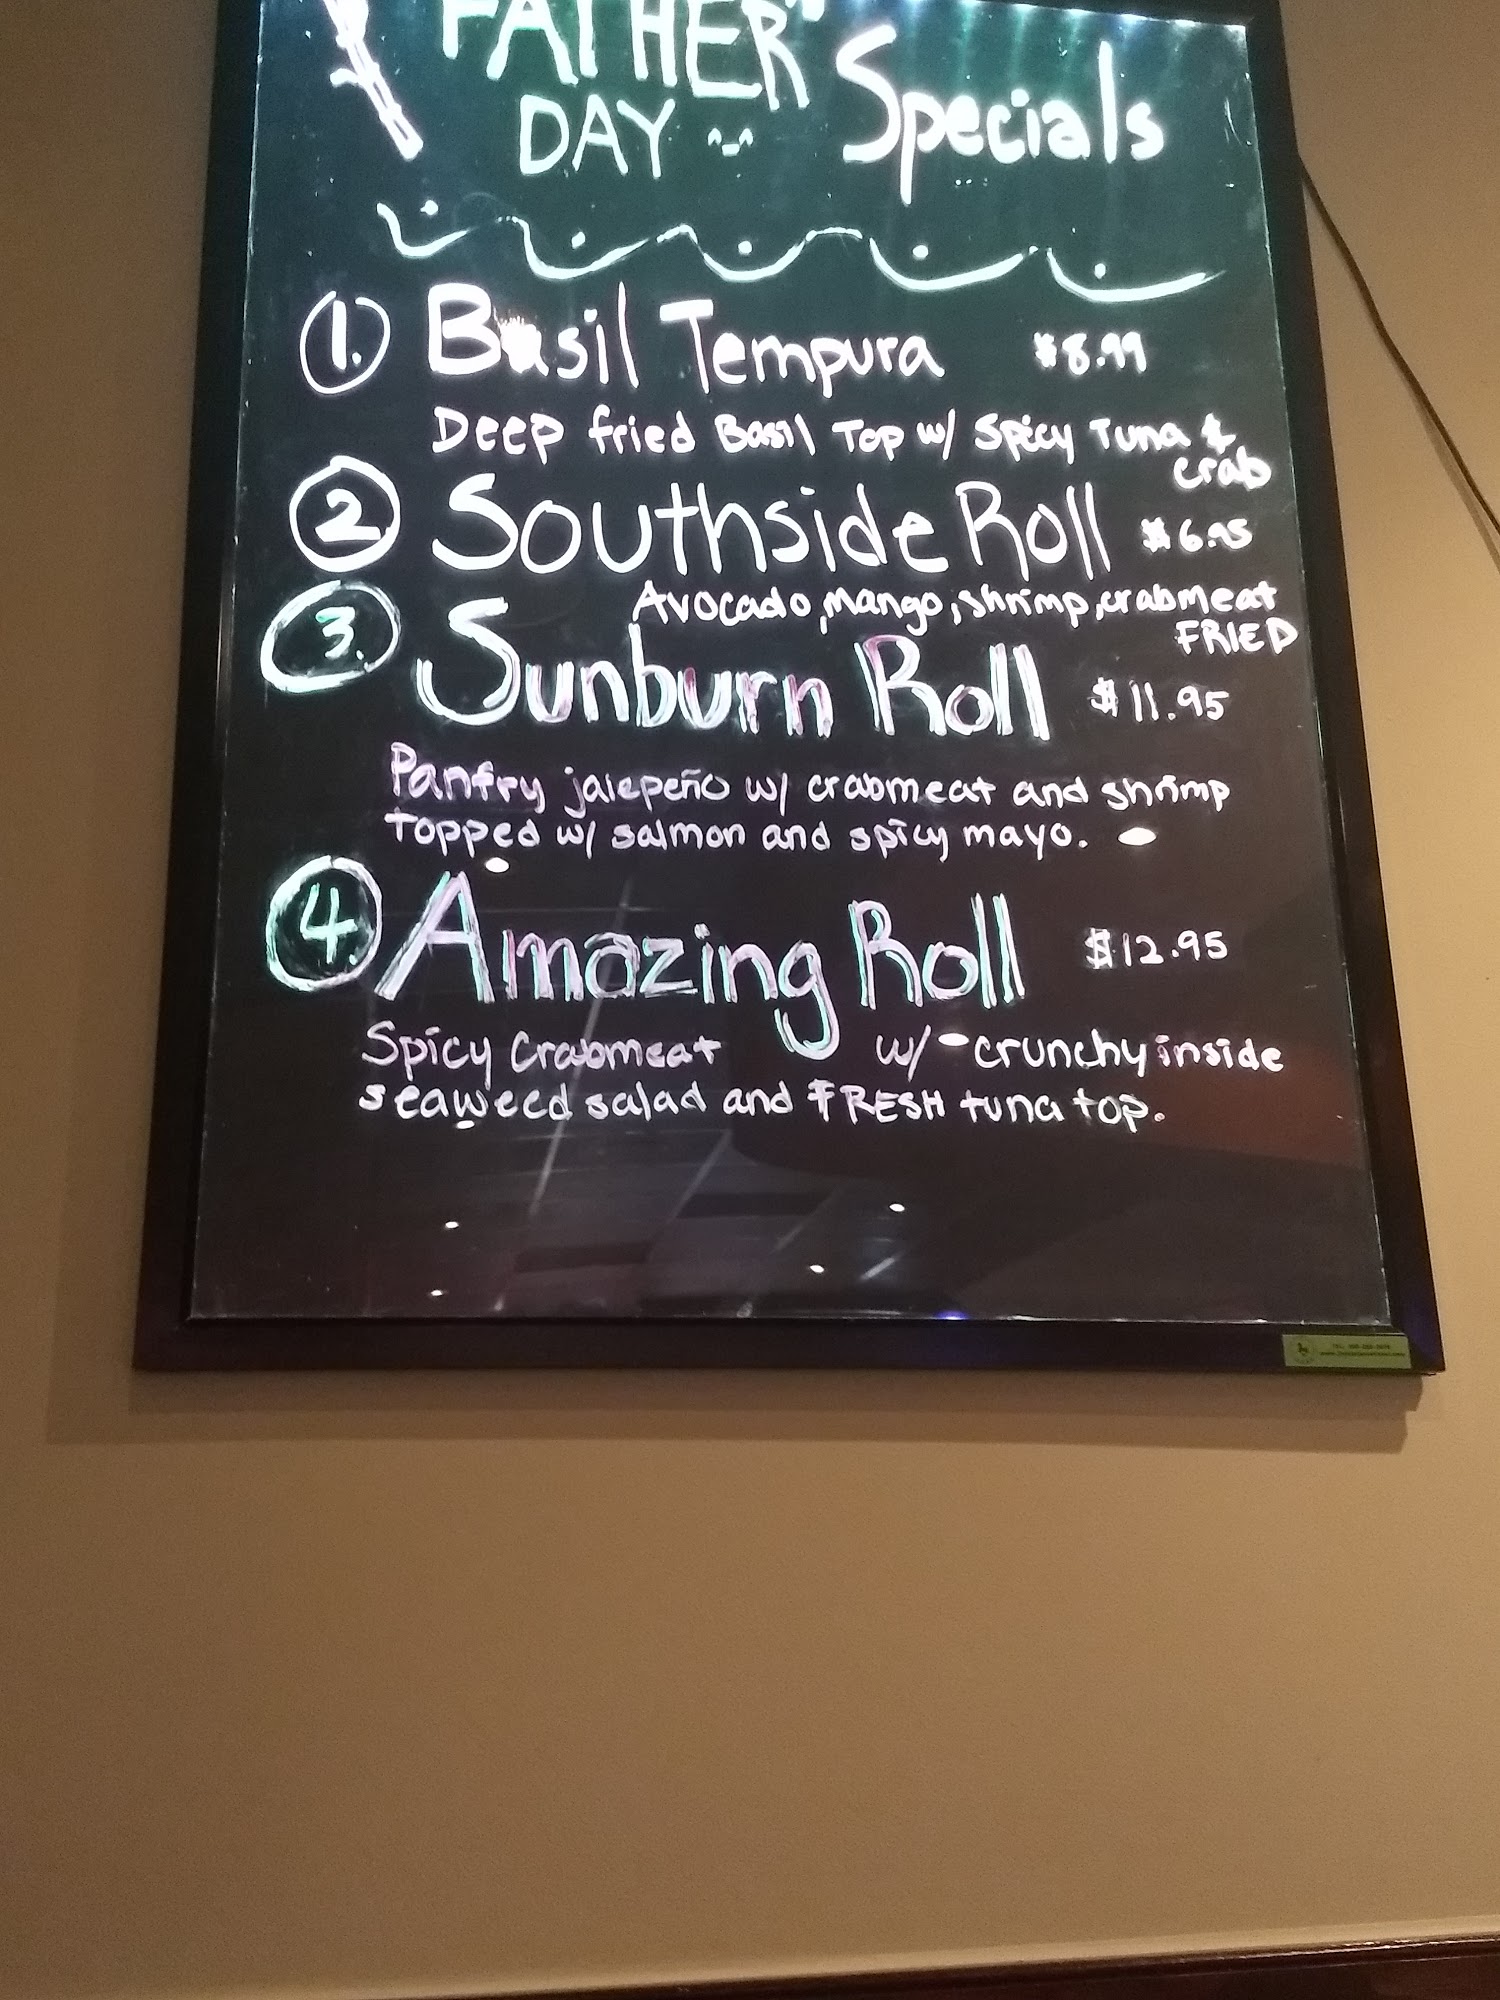 FATHER"
DAY Specials
1. Basil Tempura $8.99
Deep fried Basil Top w/ Spicy Tuna &
crab
2 Southside Roll $6.95
Avocado, mango, shrimp, crabmeat
FRIED
3. Sunburn Roll $11.95
Panfry jalepeño w/ crabmeat and shrimp
topped w/ salmon and spicy mayo.
4. Amazing Roll $12.95
Spicy Crabmeat w/ crunchy inside
seaweed salad and FRESH tuna top.